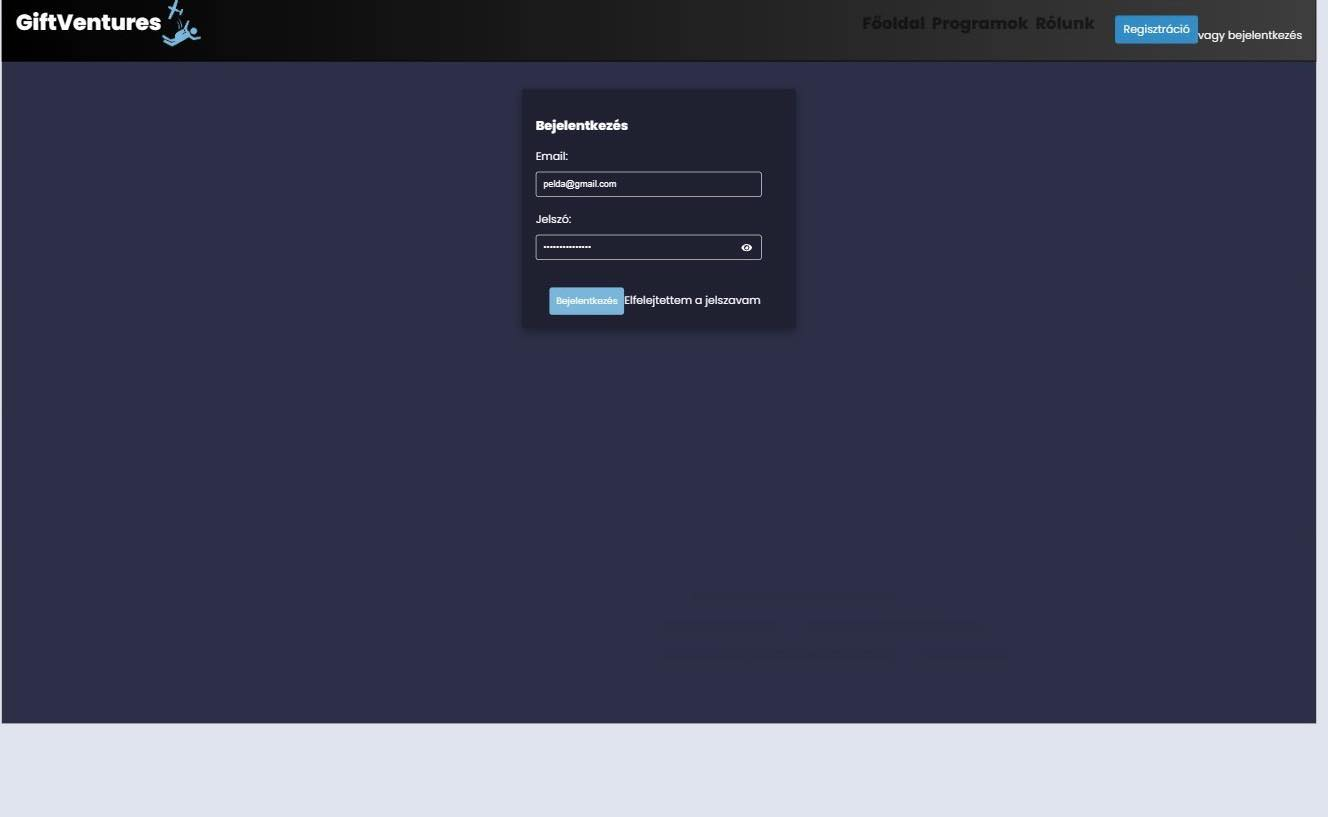 GiftVentures
Főoldal Programok Rólunk Regisztráció vagy bejelentkezés
Bejelentkezés
Email:
pelda@gmail.com
Jelszó:
Bejelentkezés Elfelejtettem a jelszavam